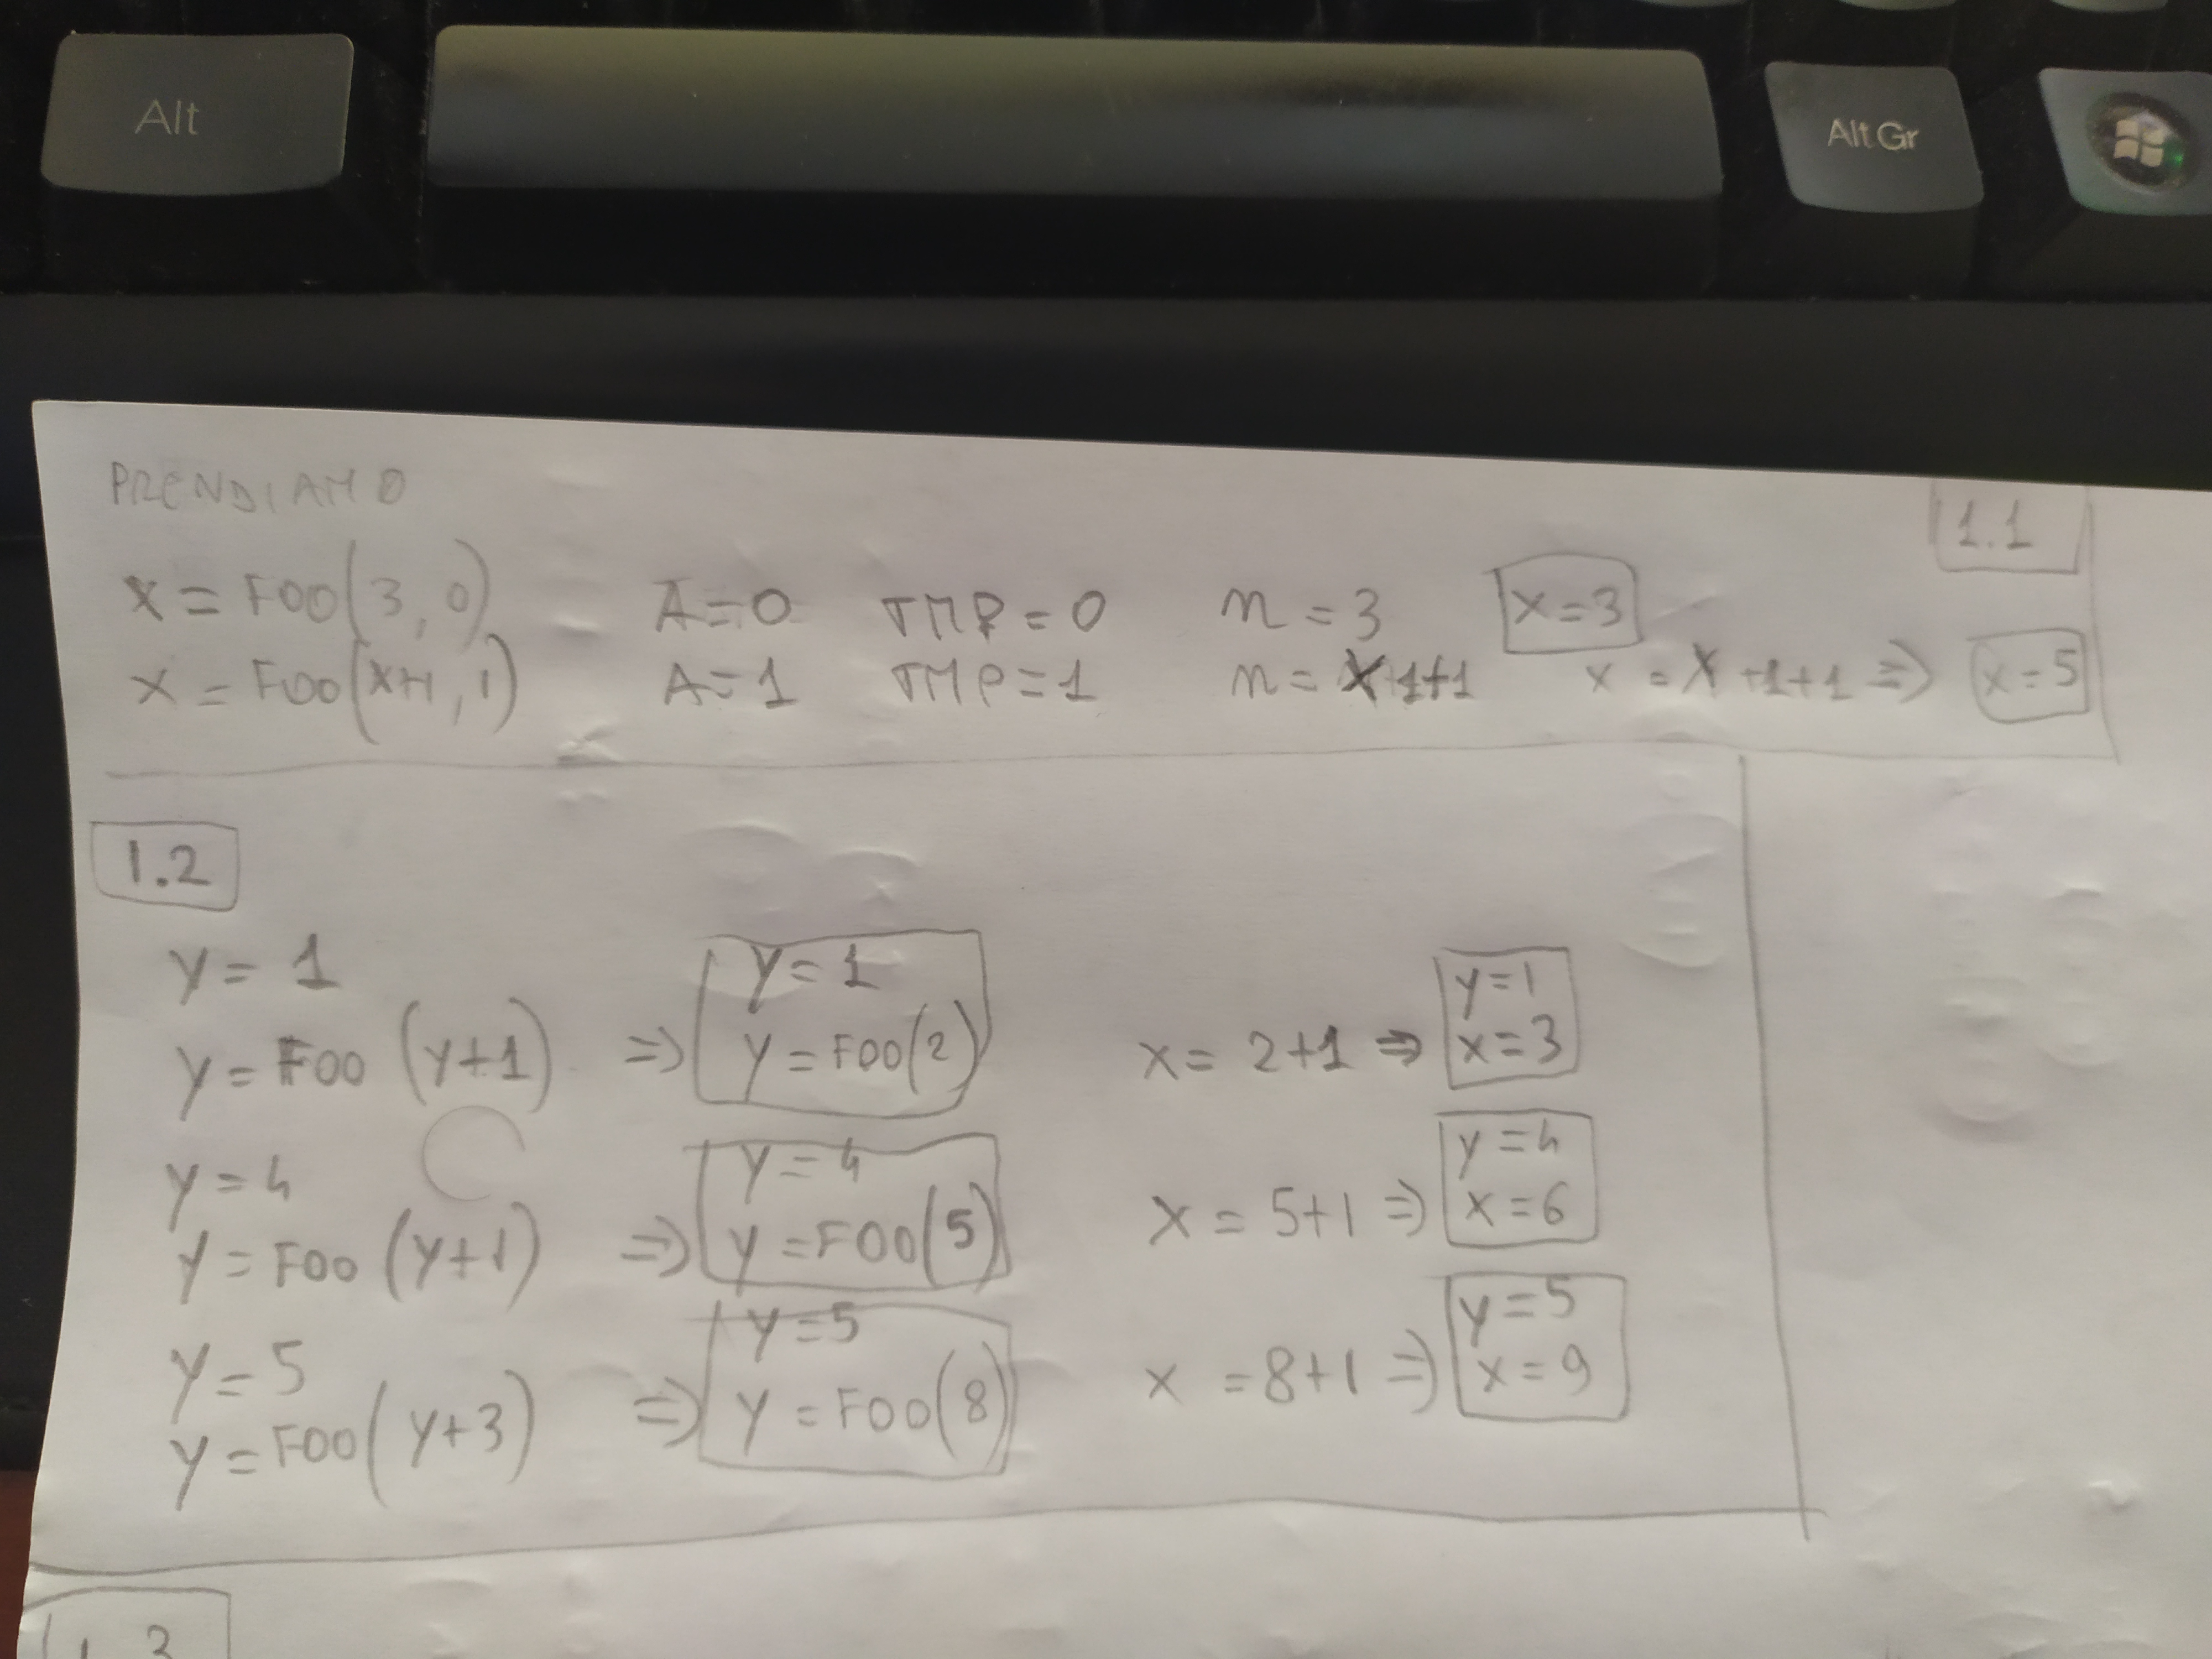 Alt
Alt Gr
PRENDIAMO
1.1
x = FOO(3, 0) A=0 TMP = 0 n = 3 x=3
x = FOO(x+1, 1) A=1 TMP = 1 n = x+1+1 x = x+1+1 => x=5
1.2
y = 1 y = 1 y=1
y = FOO (y+1) => y = FOO(2) x = 2+1 => x=3
y = 4 y = 4 y = 4
y = FOO (y+1) => y = FOO(5) x = 5+1 => x = 6
y = 5 y = 5 y = 5
y = FOO( y+3) => y = FOO(8) x = 8+1 => x = 9